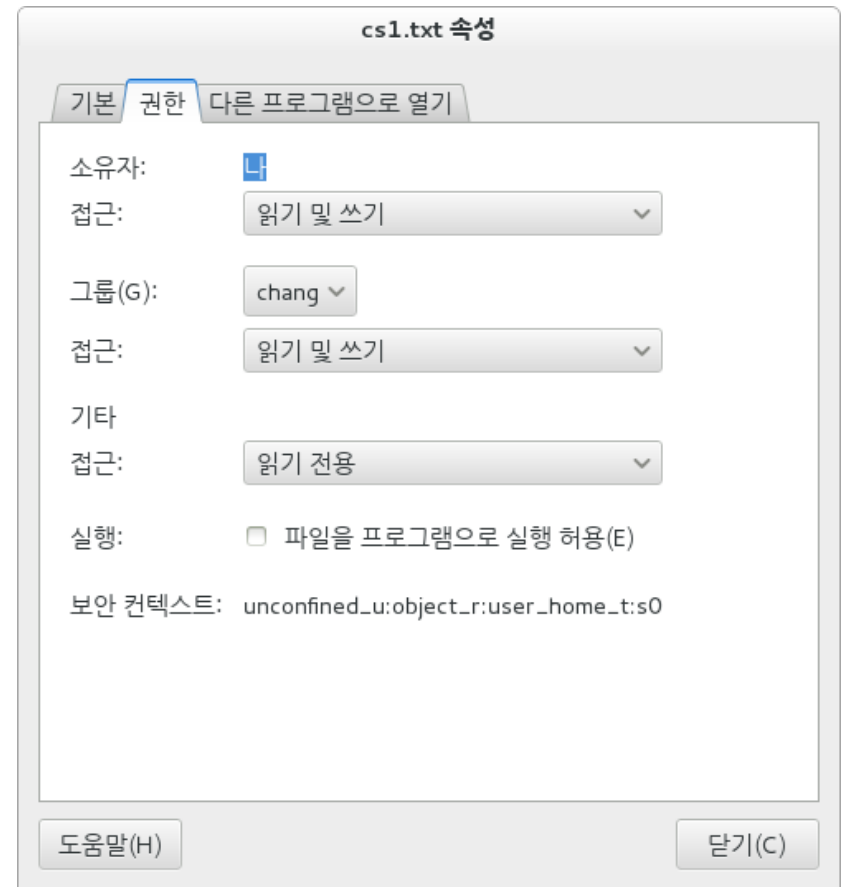 cs1.txt 속성
기본 권한 다른 프로그램으로 열기
소유자: 나
접근: 읽기 및 쓰기
그룹(G): chang
접근: 읽기 및 쓰기
기타
접근: 읽기 전용
실행: 파일을 프로그램으로 실행 허용(E)
보안 컨텍스트: unconfined_u:object_r:user_home_t:s0
도움말(H) 닫기(C)